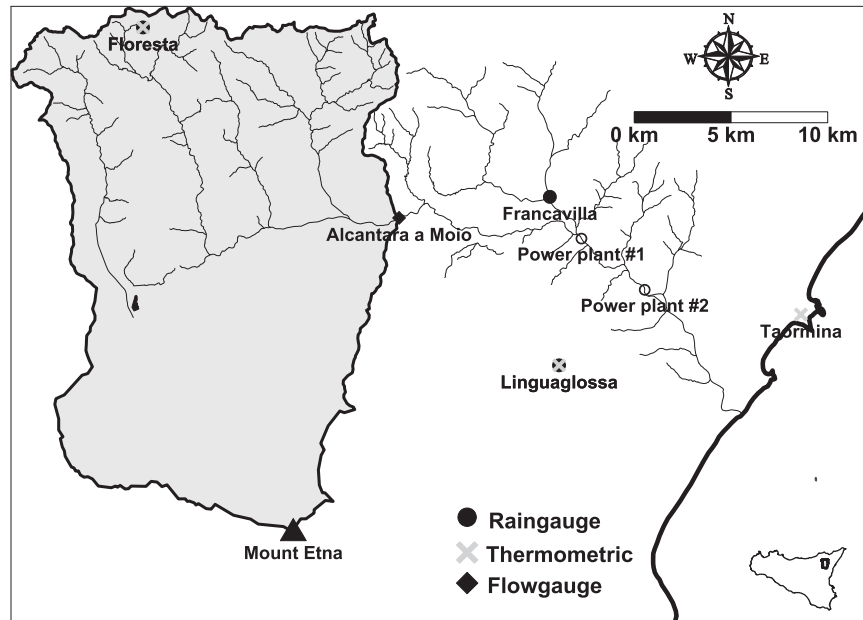 Floresta
N
W E
S
0 km 5 km 10 km
Francavilla
Alcantara a Moio
Power plant #1
Power plant #2
Taormina
Linguaglossa
Raingauge
Mount Etna
Thermometric
Flowgauge